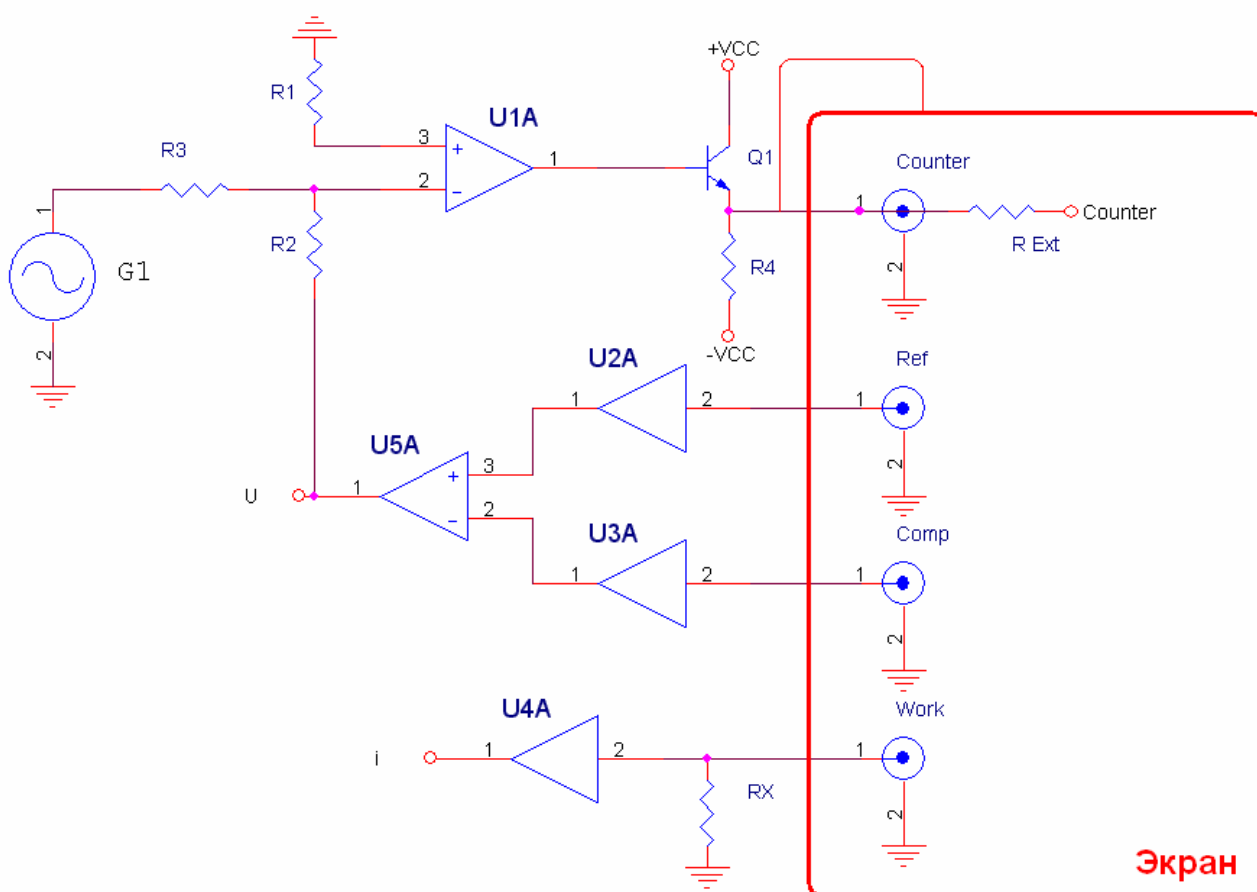 +VCC
R1
U1A
3
+
1
2
−
Q1
R3
Counter
1
Counter
R Ext
2
1
G1
2
R2
R4
-VCC
U2A
1
2
Ref
1
2
U5A
3
+
1
2
−
U
U3A
1
2
Comp
1
2
U4A
1
2
i
RX
Work
1
2
Экран